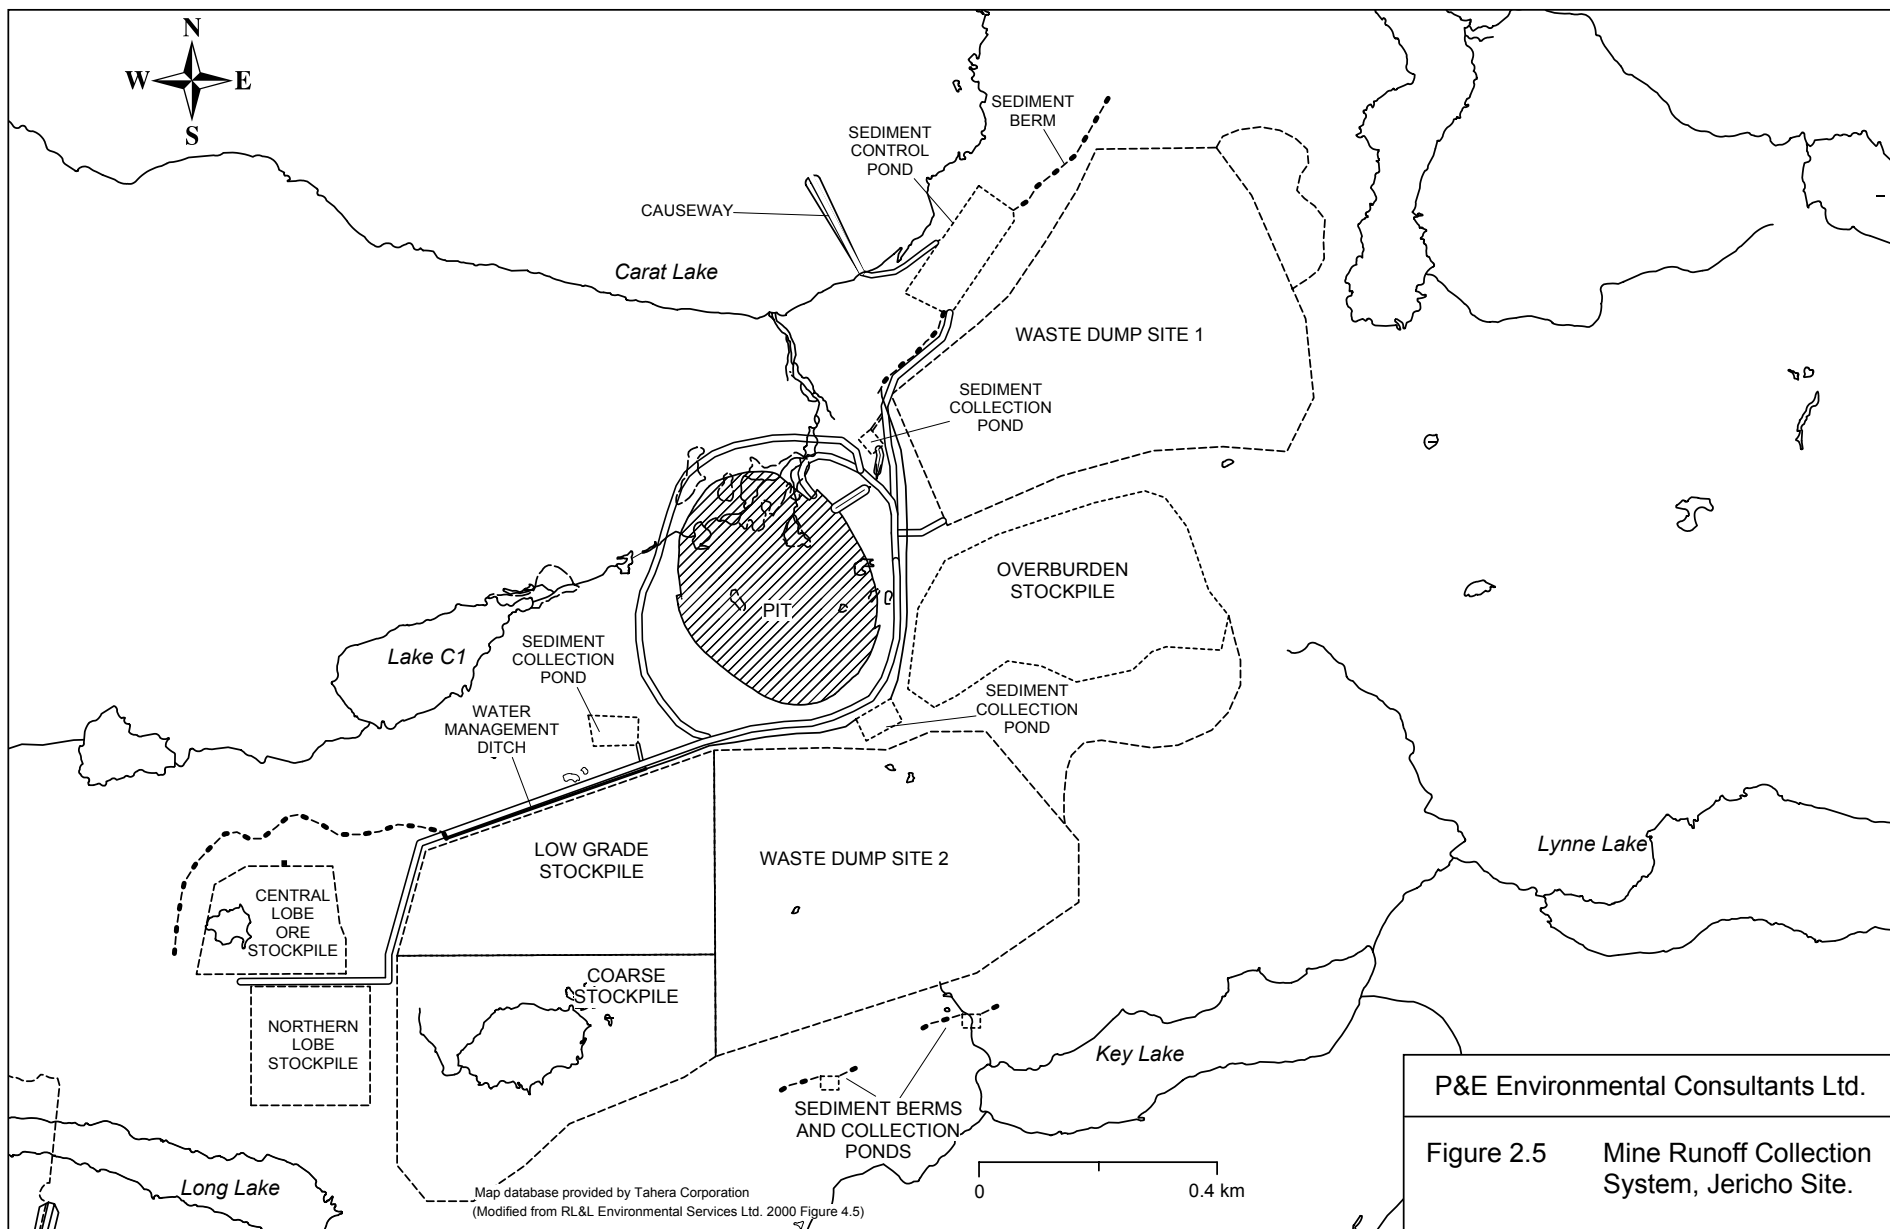 N
W E
S
SEDIMENT
BERM
SEDIMENT
CONTROL
POND
CAUSEWAY
Carat Lake
WASTE DUMP SITE 1
SEDIMENT
COLLECTION
POND
OVERBURDEN
STOCKPILE
PIT
Lake C1
SEDIMENT
COLLECTION
POND
WATER
MANAGEMENT
DITCH
SEDIMENT
COLLECTION
POND
LOW GRADE
STOCKPILE
WASTE DUMP SITE 2
Lynne Lake
CENTRAL
LOBE
ORE
STOCKPILE
COARSE
STOCKPILE
NORTHERN
LOBE
STOCKPILE
Key Lake
SEDIMENT BERMS
AND COLLECTION
PONDS
Long Lake
Map database provided by Tahera Corporation
(Modified from RL&L Environmental Services Ltd. 2000 Figure 4.5)
0 0.4 km
P&E Environmental Consultants Ltd.
Figure 2.5 Mine Runoff Collection
System, Jericho Site.